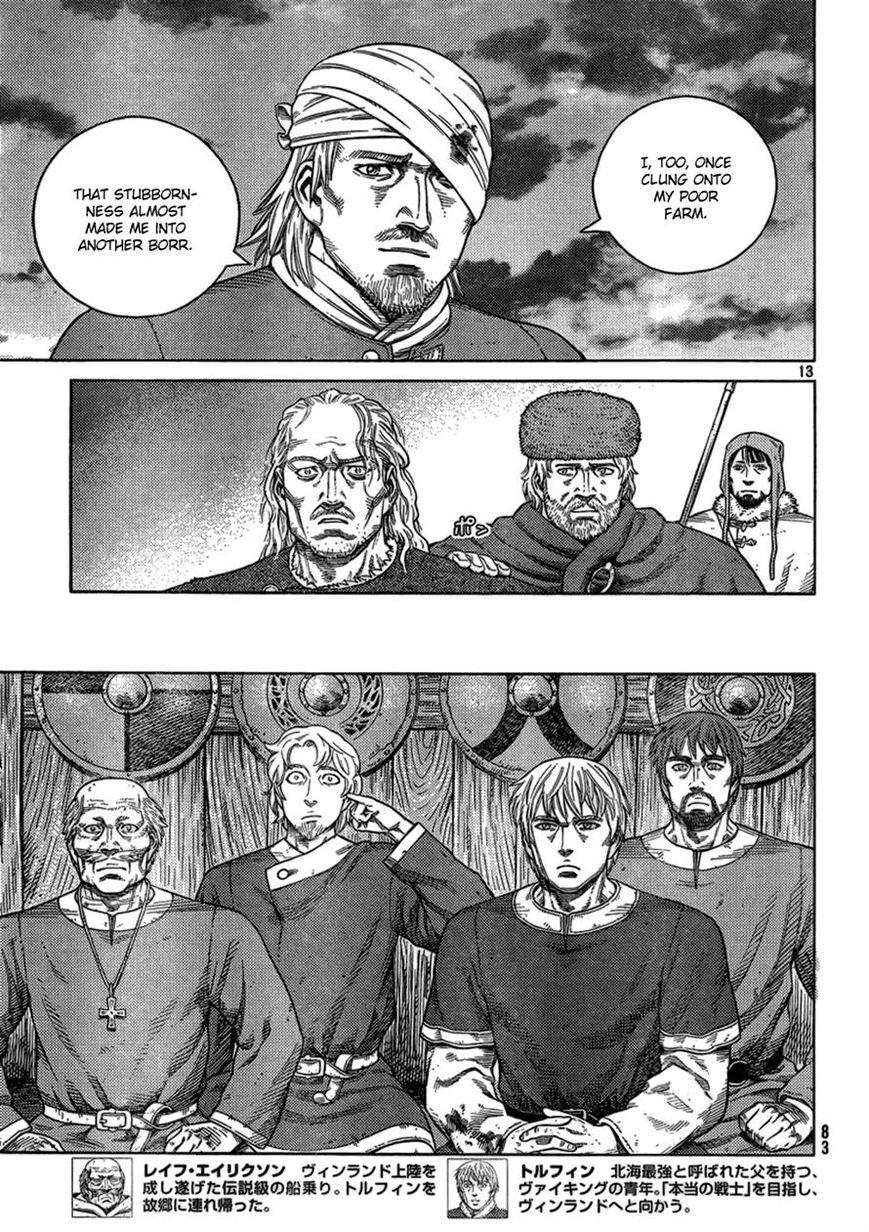 I, TOO, ONCE
CLUNG ONTO
MY POOR
FARM.
THAT STUBBORN-
NESS ALMOST
MADE ME INTO
ANOTHER BORR.
13
ポン
83
トルフィン 北海最強と呼ばれた父を持つ、
ヴァイキングの青年。「本当の戦士」を目指し、
ヴィンランドへと向かう。
レイフ・エイリクソン ヴィンランド上陸を
成し遂げた伝説級の船乗り。トルフィンを
故郷に連れ帰った。